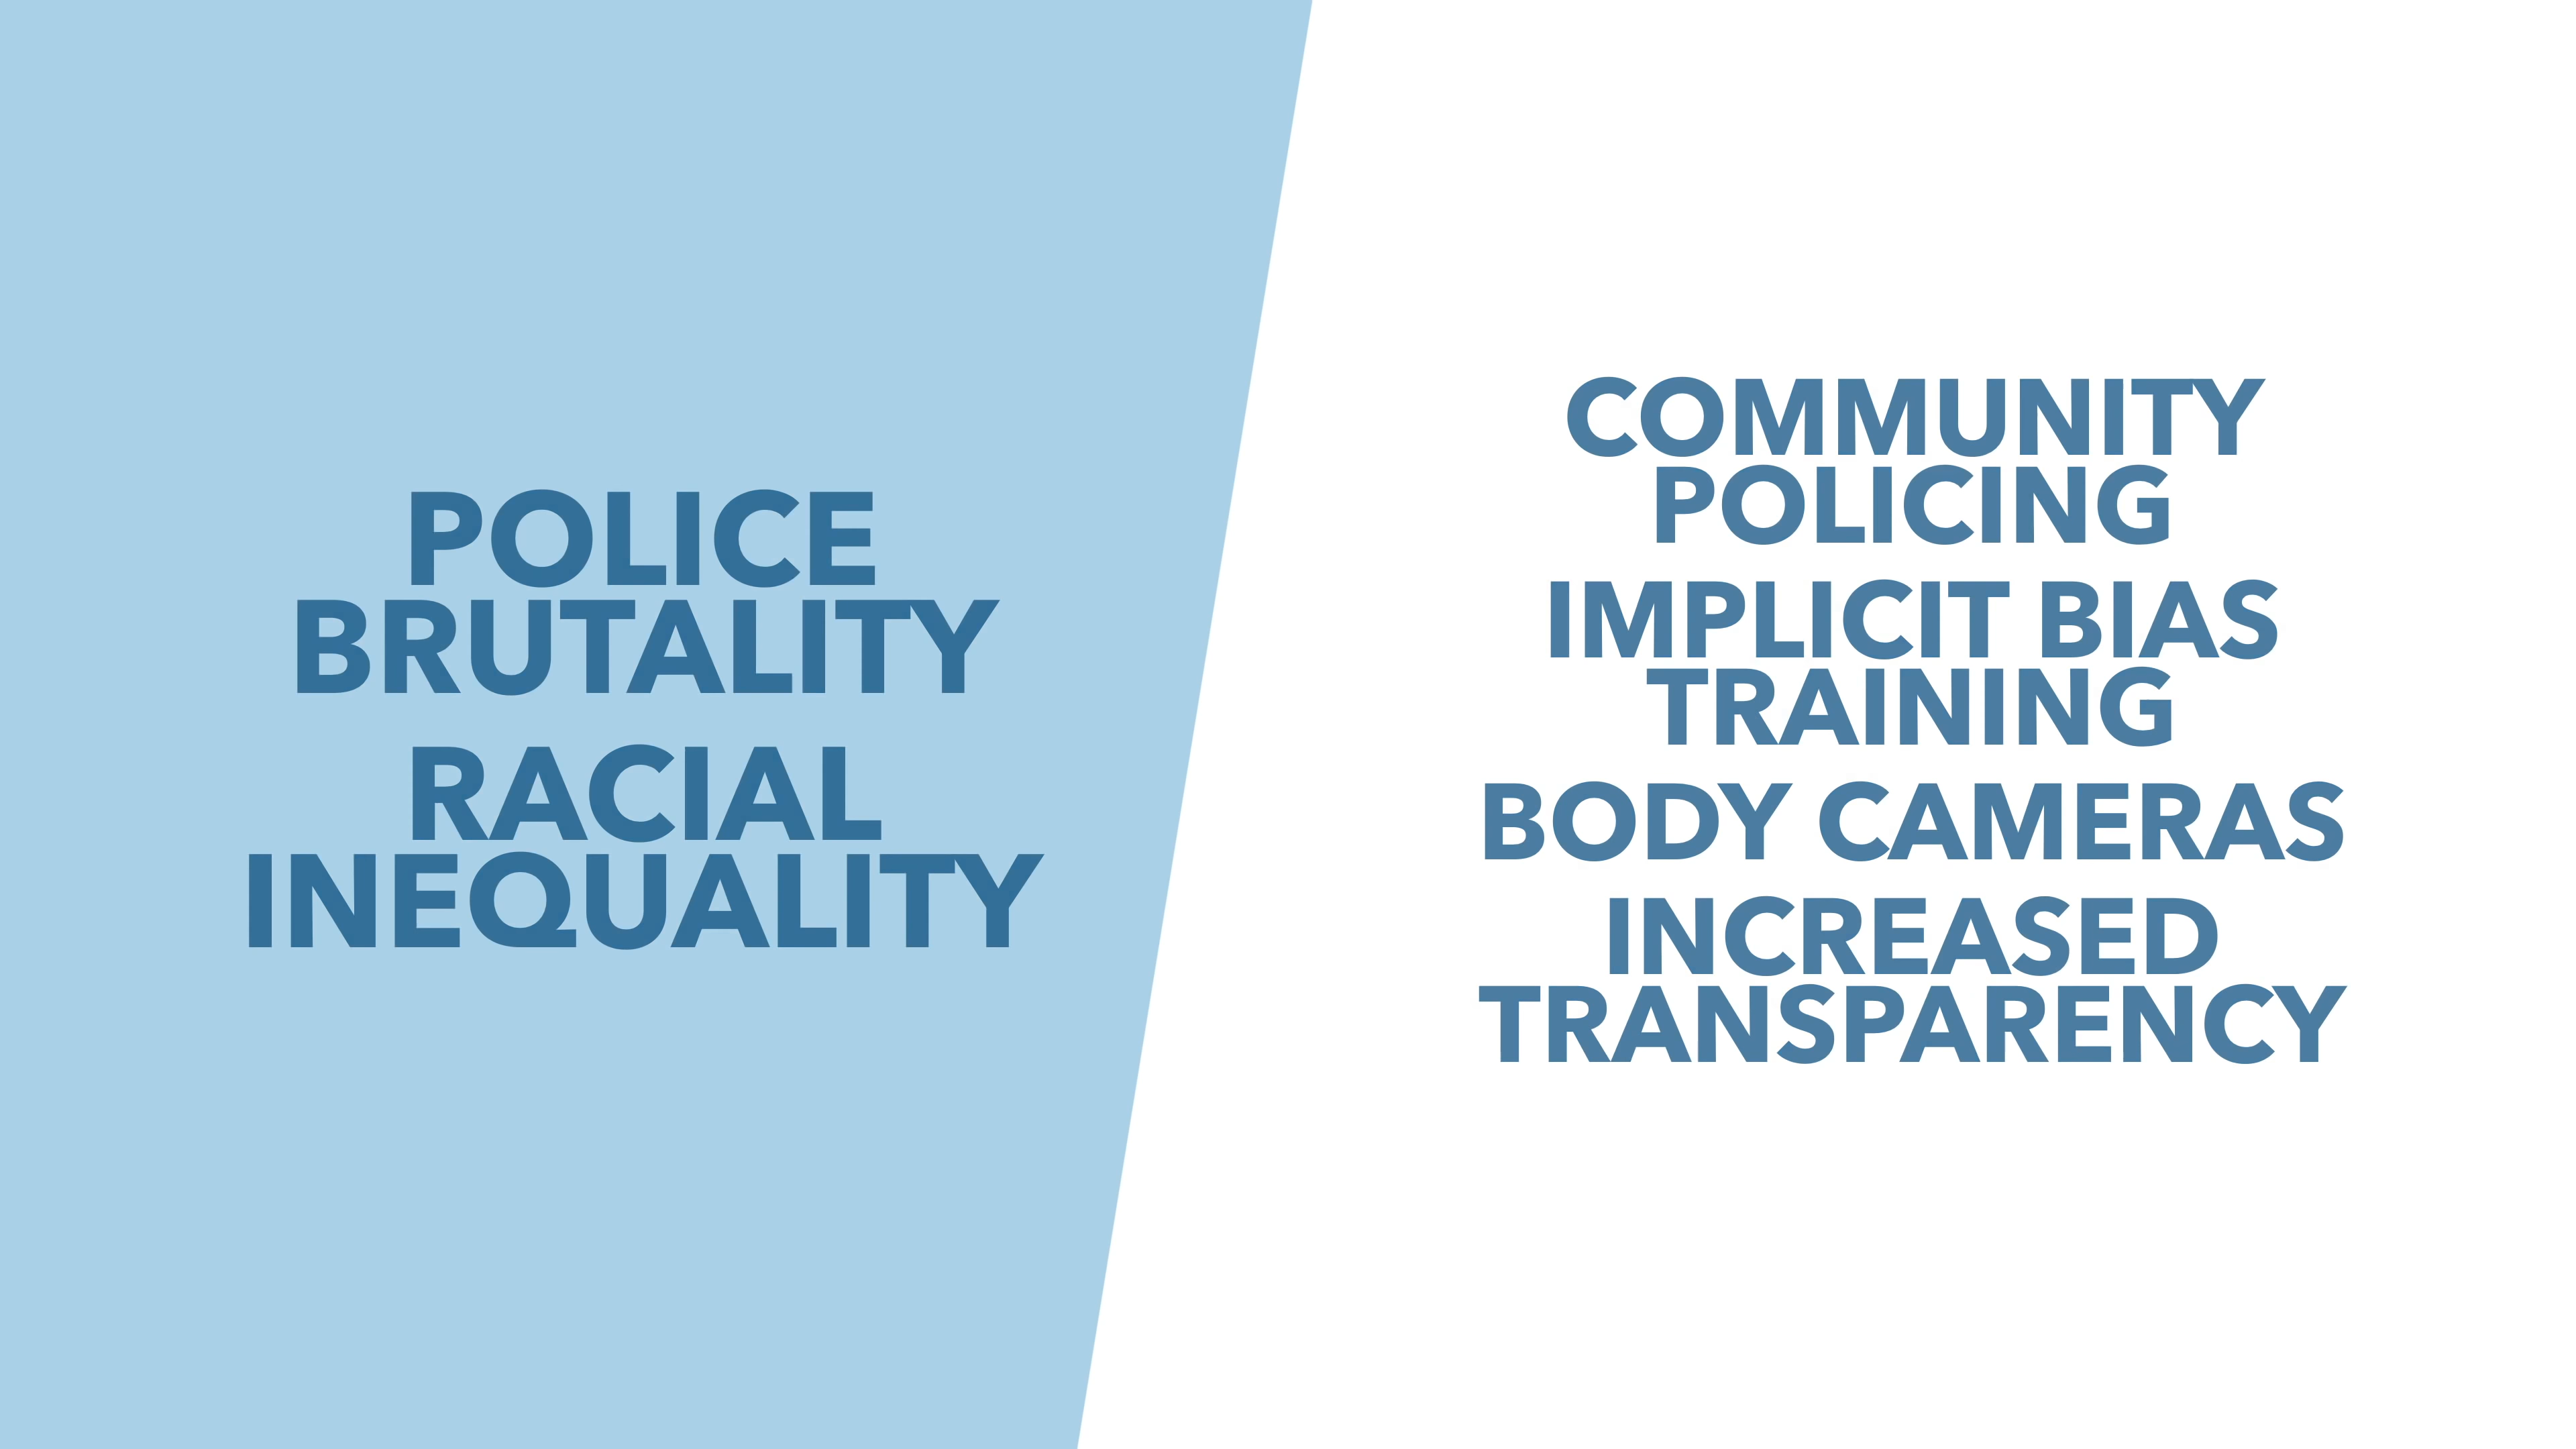 POLICE
BRUTALITY
RACIAL
INEQUALITY
COMMUNITY
POLICING
IMPLICIT BIAS
TRAINING
BODY CAMERAS
INCREASED
TRANSPARENCY